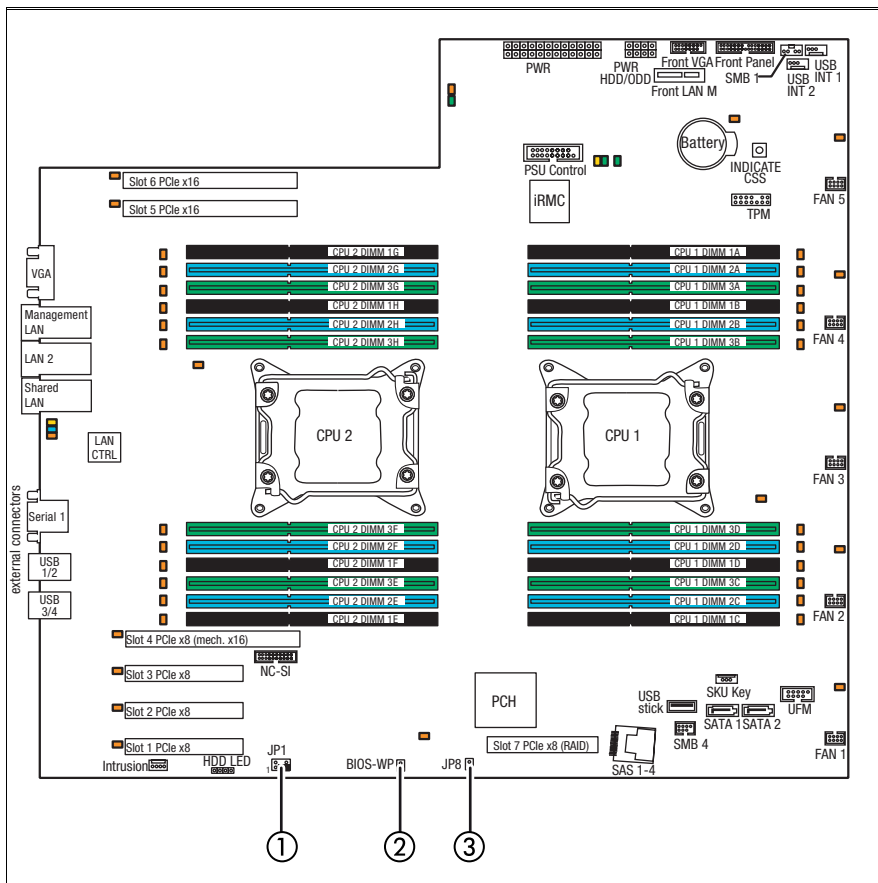 PWR
PWR
HDD/ODD
Front VGA
Front Panel
SMB 1
USB
INT 1
USB
INT 2
Front LAN M
Battery
INDICATE
CSS
PSU Control
iRMC
TPM
FAN 5
Slot 6 PCIe x16
Slot 5 PCIe x16
VGA
Management
LAN
LAN 2
Shared
LAN
CPU 2 DIMM 1G
CPU 2 DIMM 2G
CPU 2 DIMM 3G
CPU 2 DIMM 1H
CPU 2 DIMM 2H
CPU 2 DIMM 3H
CPU 1 DIMM 1A
CPU 1 DIMM 2A
CPU 1 DIMM 3A
CPU 1 DIMM 1B
CPU 1 DIMM 2B
CPU 1 DIMM 3B
FAN 4
CPU 2
CPU 1
LAN
CTRL
FAN 3
external connectors
Serial 1
USB
1/2
USB
3/4
CPU 2 DIMM 3F
CPU 2 DIMM 2F
CPU 2 DIMM 1F
CPU 2 DIMM 3E
CPU 2 DIMM 2E
CPU 2 DIMM 1E
CPU 1 DIMM 3D
CPU 1 DIMM 2D
CPU 1 DIMM 1D
CPU 1 DIMM 3C
CPU 1 DIMM 2C
CPU 1 DIMM 1C
FAN 2
Slot 4 PCIe x8 (mech. x16)
NC-SI
Slot 3 PCIe x8
Slot 2 PCIe x8
Slot 1 PCIe x8
PCH
USB
stick
SKU Key
SATA 1
SATA 2
UFM
SMB 4
Slot 7 PCIe x8 (RAID)
SAS 1-4
FAN 1
Intrusion
HDD LED
JP1
1
BIOS-WP
JP8
1
2
3